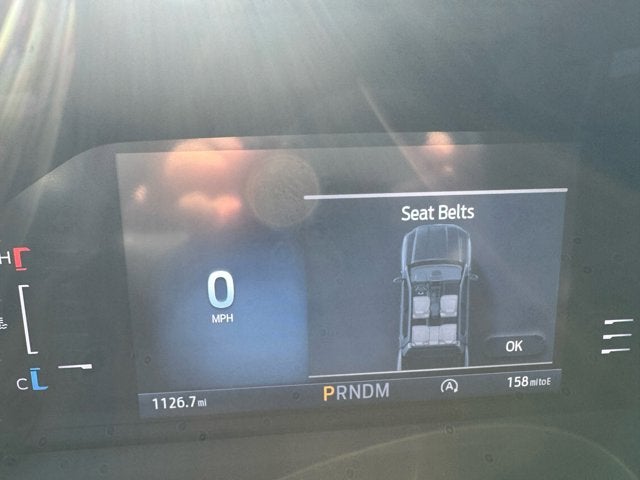 Seat Belts
H
0
MPH
OK
C
1126.7 mi
PRNDM
A
158 mi to E